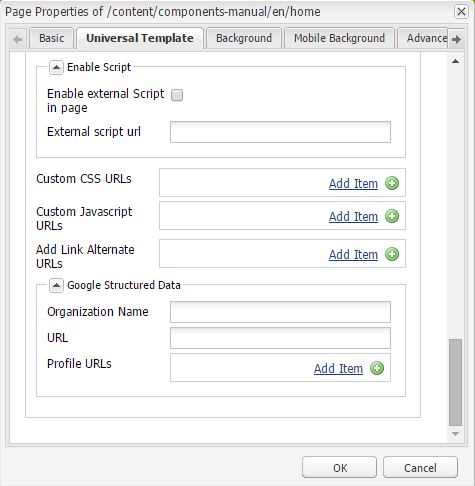 Page Properties of /content/components-manual/en/home
Basic
Universal Template
Background
Mobile Background
Advance
Enable Script
Enable external Script
in page
External script url
Custom CSS URLs
Add Item
Custom Javascript
URLs
Add Item
Add Link Alternate
URLs
Add Item
Google Structured Data
Organization Name
URL
Profile URLs
Add Item
OK
Cancel